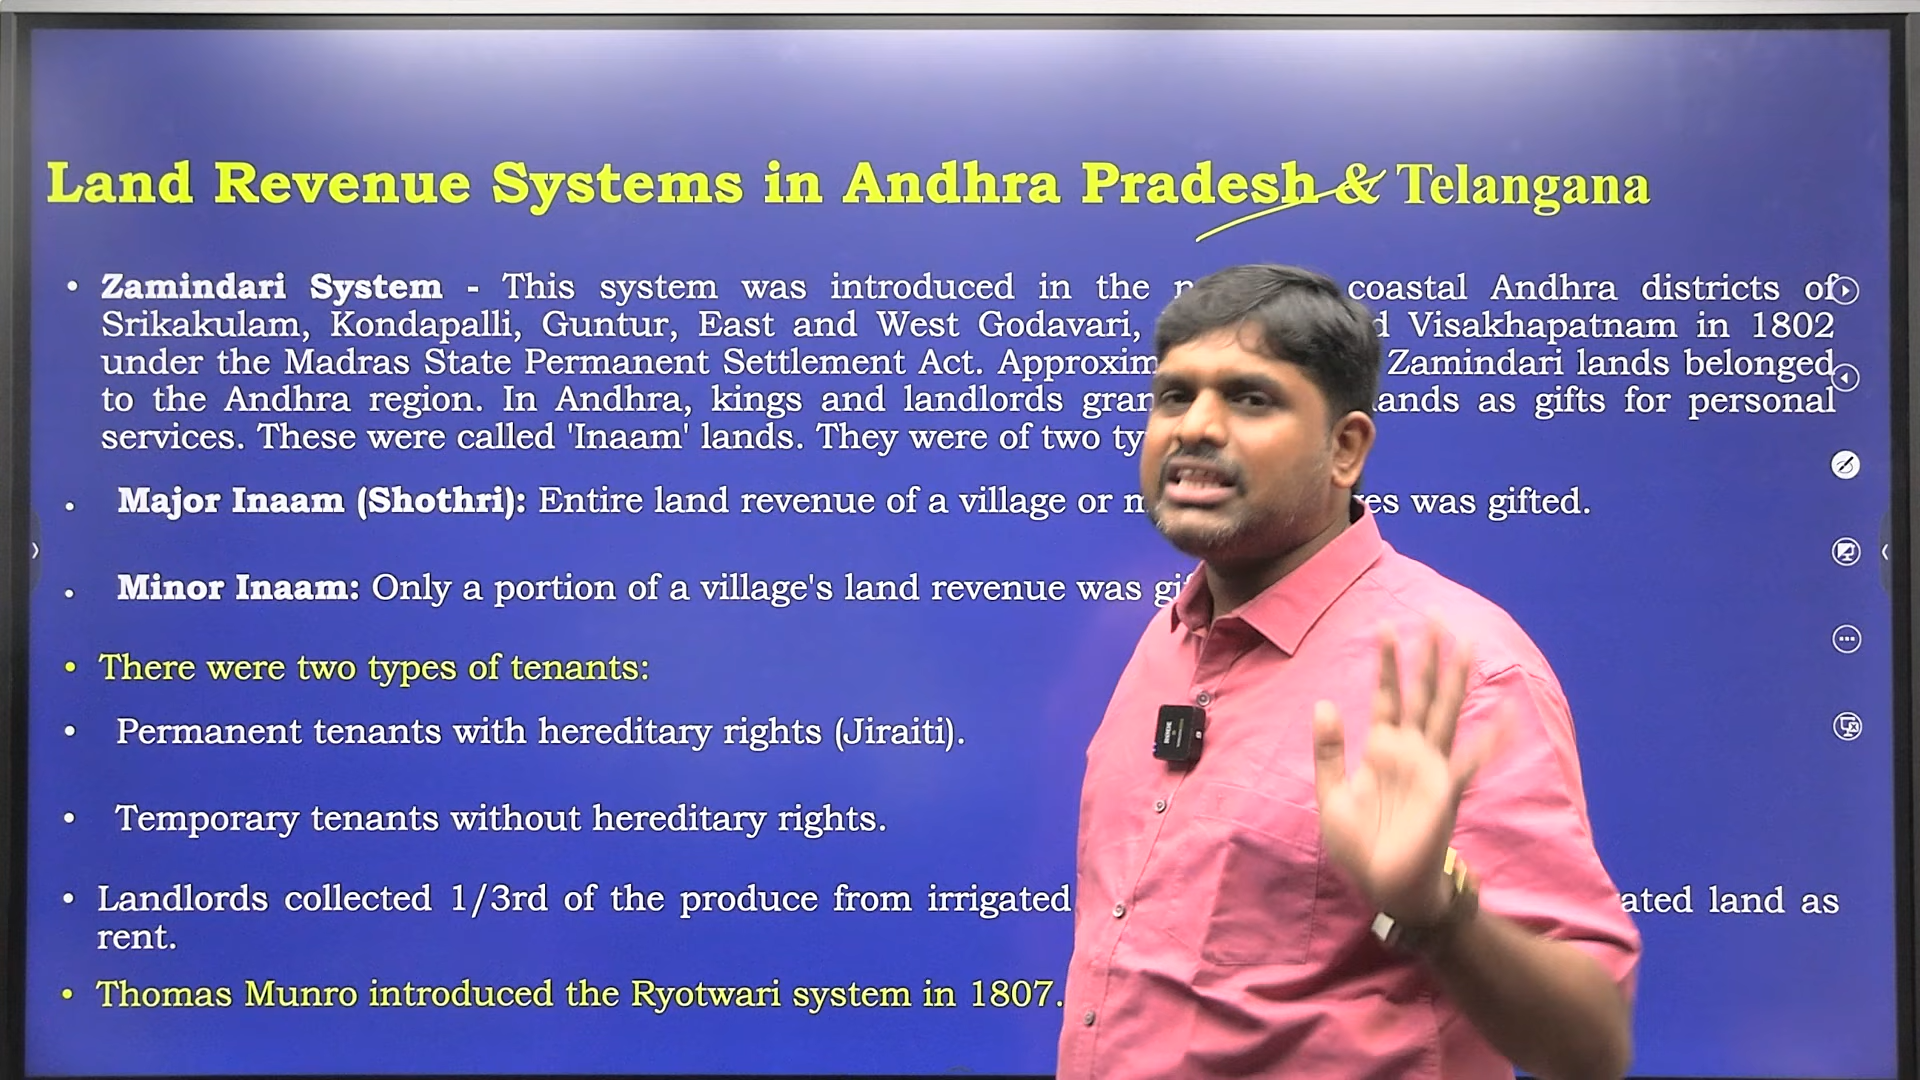 Land Revenue Systems in Andhra Pradesh & Telangana
• Zamindari System - This system was introduced in the coastal Andhra districts of
Srikakulam, Kondapalli, Guntur, East and West Godavari, Visakhapatnam in 1802
under the Madras State Permanent Settlement Act. Zamindari lands belonged
to the Andhra region. In Andhra, kings and landlords as gifts for personal
services. These were called 'Inaam' lands. They were of two
• Major Inaam (Shothri): Entire land revenue of a village or was gifted.
• Minor Inaam: Only a portion of a village's land revenue was
• There were two types of tenants:
• Permanent tenants with hereditary rights (Jiraiti).
• Temporary tenants without hereditary rights.
• Landlords collected 1/3rd of the produce from irrigated land as
rent.
• Thomas Munro introduced the Ryotwari system in 1807.